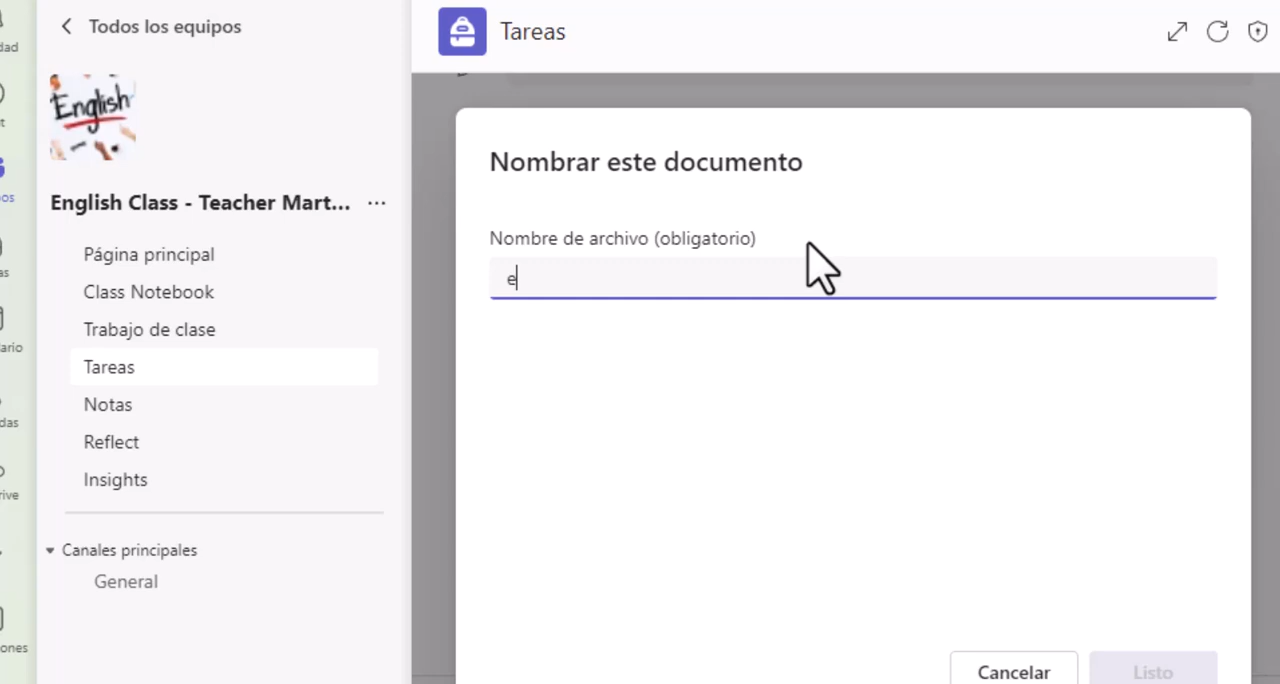 Todos los equipos
English
English Class - Teacher Mart...
Página principal
Class Notebook
Trabajo de clase
Tareas
Notas
Reflect
Insights
Canales principales
General
Tareas
Nombrar este documento
Nombre de archivo (obligatorio)
e
Cancelar
Listo